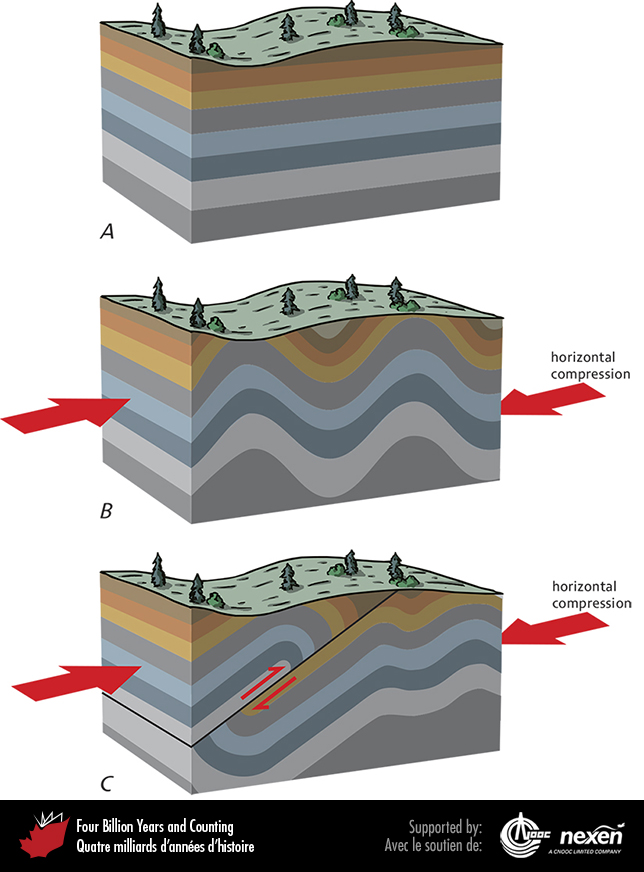 A
B
horizontal
compression
horizontal
compression
C
Four Billion Years and Counting
Quatre milliards d'années d'histoire
Supported by:
Avec le soutien de:
CNOOC
nexen
A CNOOC LIMITED COMPANY